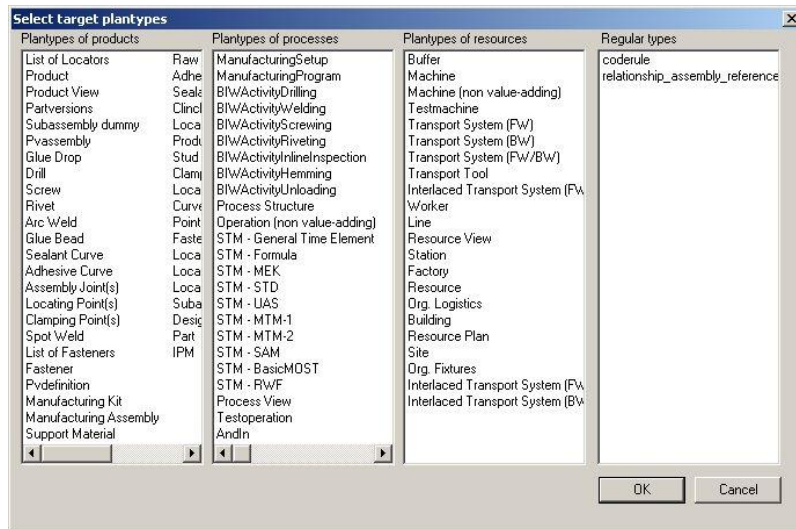 Select target plantypes
Plantypes of products
List of Locators
Product
Product View
Partversions
Subassembly dummy
Pvassembly
Glue Drop
Drill
Screw
Rivet
Arc Weld
Glue Bead
Sealant Curve
Adhesive Curve
Assembly Joint(s)
Locating Point(s)
Clamping Point(s)
Spot Weld
List of Fasteners
Fastener
Pvdefinition
Manufacturing Kit
Manufacturing Assembly
Support Material
Raw
Adhe
Seala
Clincl
Loca
Produ
Stud
Clamp
Loca
Curve
Point
Faste
Loca
Loca
Loca
Suba
Desig
Part
IPM
Plantypes of processes
ManufacturingSetup
ManufacturingProgram
BIWActivityDrilling
BIWActivityWelding
BIWActivityScrewing
BIWActivityRiveting
BIWActivityInlineInspection
BIWActivityHemming
BIWActivityUnloading
Process Structure
Operation (non value-adding)
STM - General Time Element
STM - Formula
STM - MEK
STM - STD
STM - UAS
STM - MTM-1
STM - MTM-2
STM - SAM
STM - BasicMOST
STM - RWF
Process View
Testoperation
AndIn
Plantypes of resources
Buffer
Machine
Machine (non value-adding)
Testmachine
Transport System (FW)
Transport System (BW)
Transport System (FW/BW)
Transport Tool
Interlaced Transport System (FW
Worker
Line
Resource View
Station
Factory
Resource
Org. Logistics
Building
Resource Plan
Site
Org. Fixtures
Interlaced Transport System (FW
Interlaced Transport System (BW
Regular types
coderule
relationship_assembly_reference
OK
Cancel